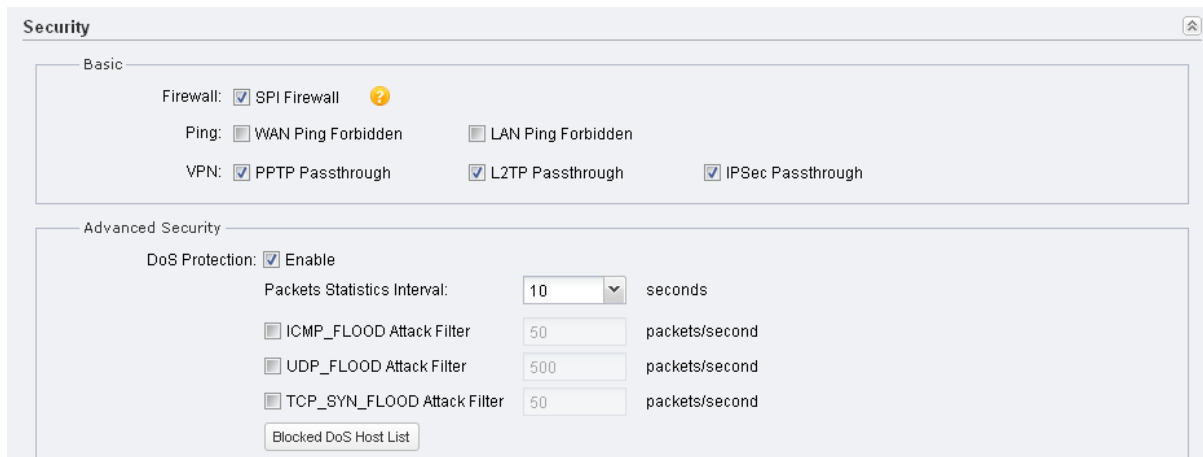 Security
Basic
Firewall: SPI Firewall ?
Ping: WAN Ping Forbidden LAN Ping Forbidden
VPN: PPTP Passthrough L2TP Passthrough IPSec Passthrough
Advanced Security
DoS Protection: Enable
Packets Statistics Interval: 10 seconds
ICMP_FLOOD Attack Filter 50 packets/second
UDP_FLOOD Attack Filter 500 packets/second
TCP_SYN_FLOOD Attack Filter 50 packets/second
Blocked DoS Host List